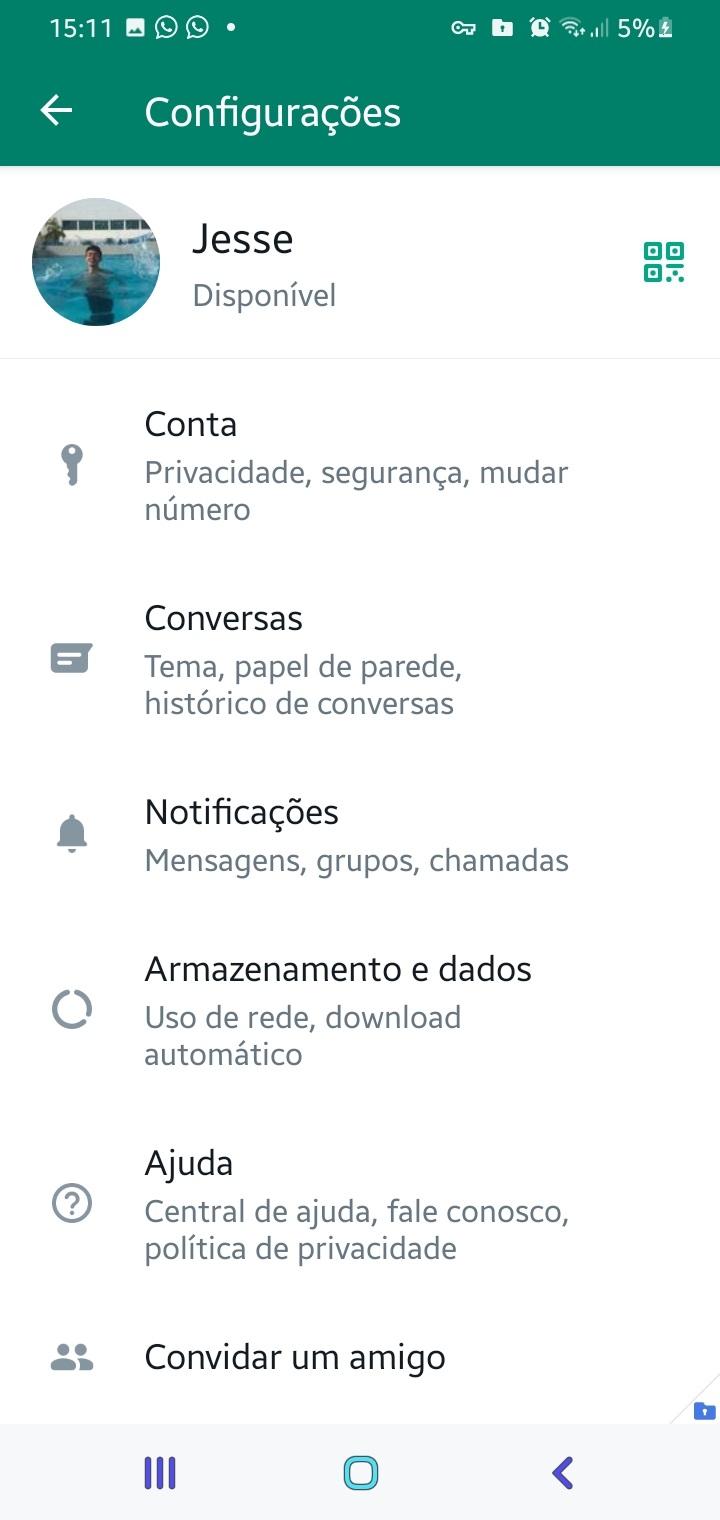 15:11 5%
Configurações
Jesse
Disponível
Conta
Privacidade, segurança, mudar
número
Conversas
Tema, papel de parede,
histórico de conversas
Notificações
Mensagens, grupos, chamadas
Armazenamento e dados
Uso de rede, download
automático
Ajuda
Central de ajuda, fale conosco,
política de privacidade
Convidar um amigo